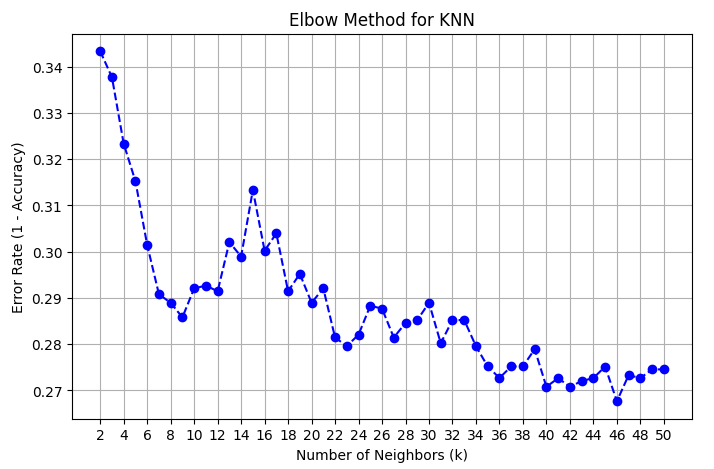 Elbow Method for KNN
Error Rate (1 - Accuracy)
0.34
0.33
0.32
0.31
0.30
0.29
0.28
0.27
2 4 6 8 10 12 14 16 18 20 22 24 26 28 30 32 34 36 38 40 42 44 46 48 50
Number of Neighbors (k)